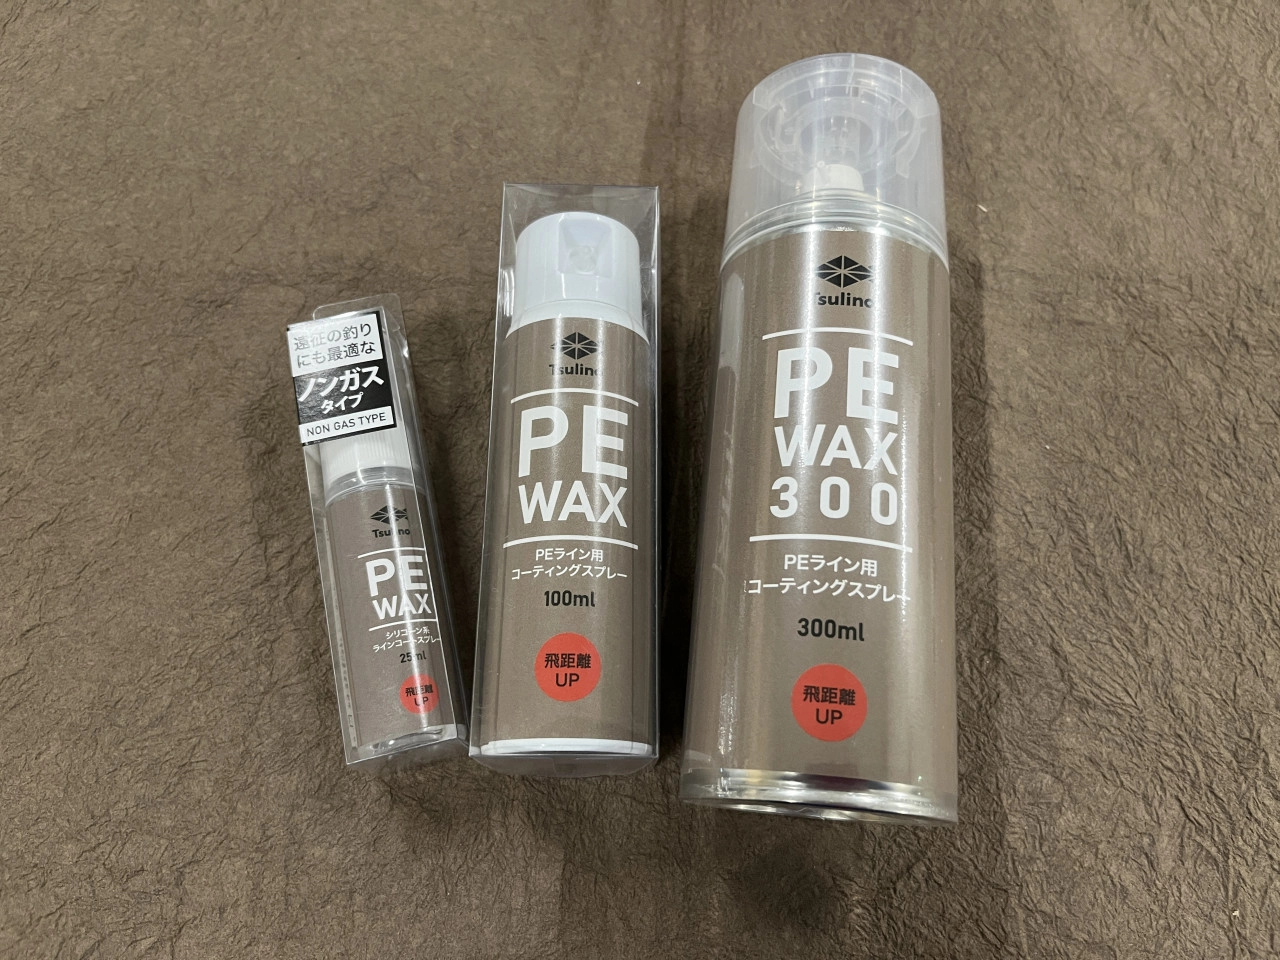 遠征の釣り
にも最適な
ノンガス
タイプ
NON GAS TYPE
Tsulino
PE
WAX
シリコーン系
ラインコートスプレー
25ml
飛距離
UP
Tsulino
PE
WAX
PEライン用
コーティングスプレー
100ml
飛距離
UP
Tsulino
PE
WAX
300
PEライン用
コーティングスプレー
300ml
飛距離
UP